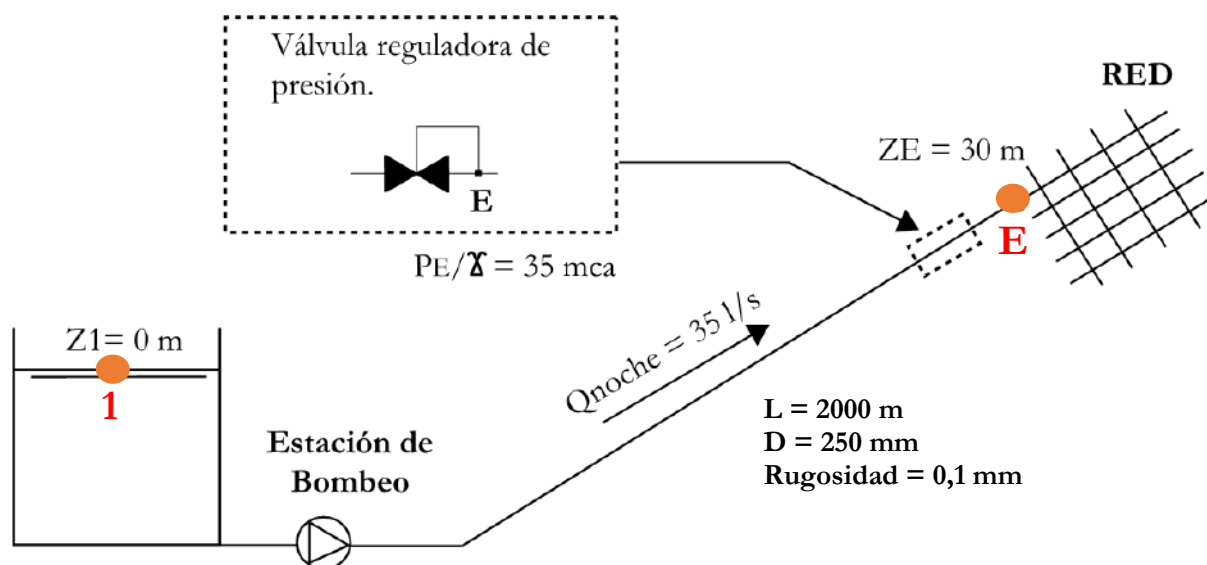 Válvula reguladora de
presión.
E
PE/ɣ = 35 mca
RED
ZE = 30 m
E
Z1= 0 m
1
Qnoche = 35 l/s
Estación de
Bombeo
L = 2000 m
D = 250 mm
Rugosidad = 0,1 mm